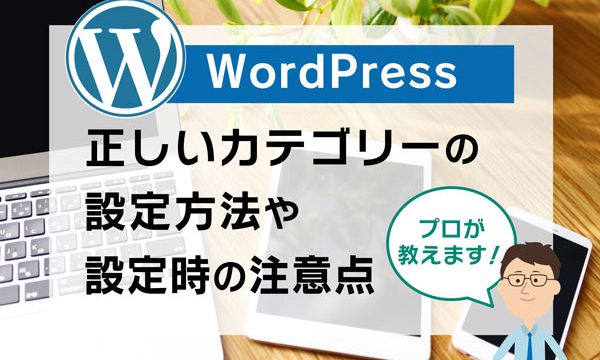 WordPress
正しいカテゴリーの
設定方法や
設定時の注意点
プロが
教えます!